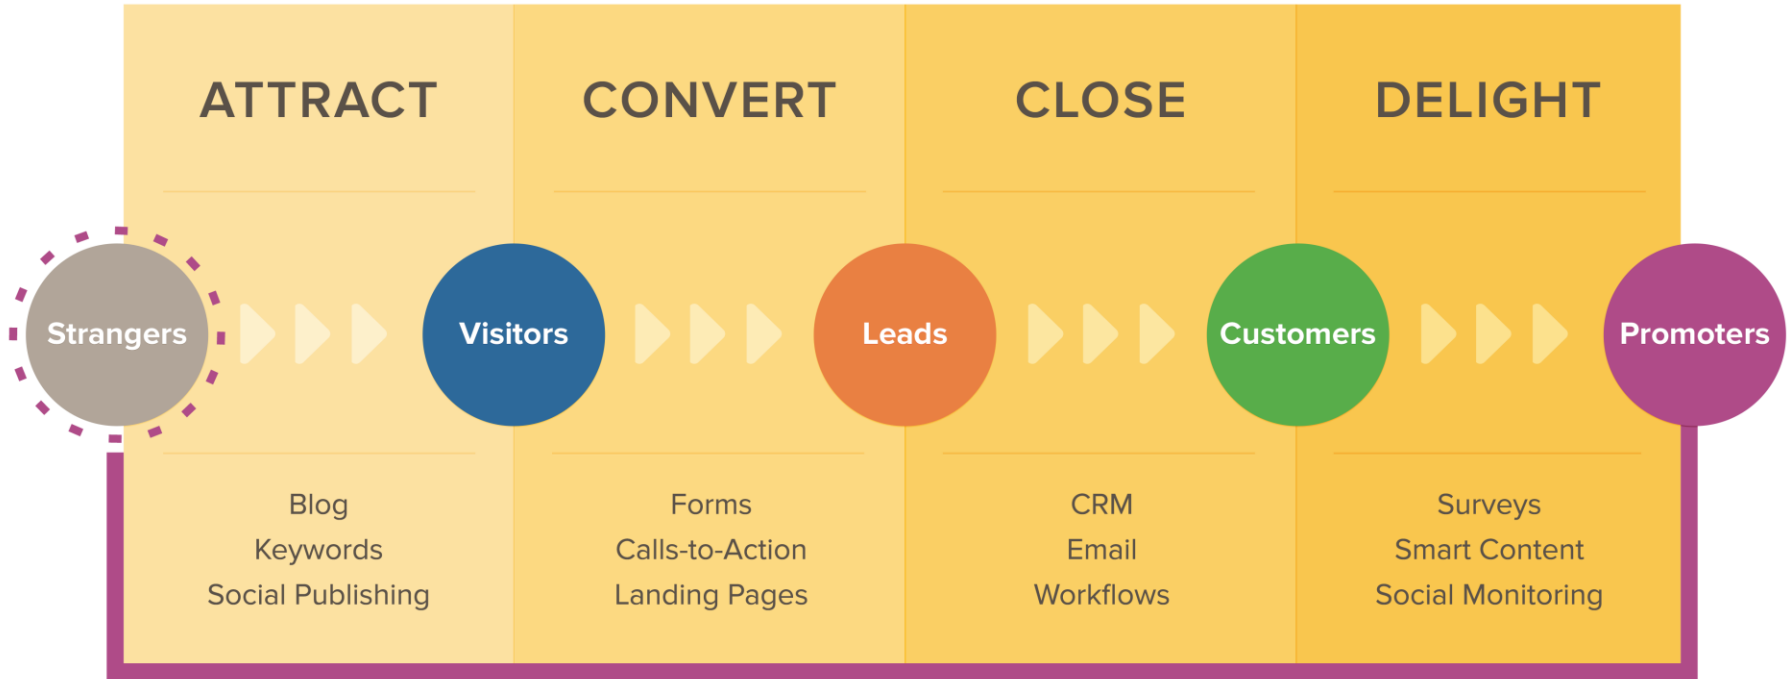 ATTRACT
CONVERT
CLOSE
DELIGHT
Strangers
Visitors
Leads
Customers
Promoters
Blog
Keywords
Social Publishing
Forms
Calls-to-Action
Landing Pages
CRM
Email
Workflows
Surveys
Smart Content
Social Monitoring